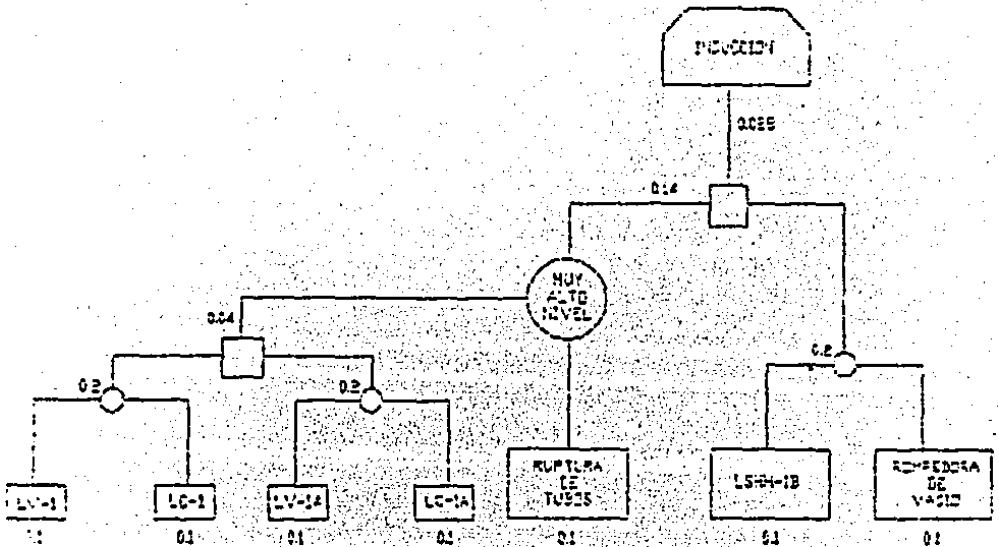 INDUCCION
0.028
0.14
MUY
ALTO
NIVEL
0.04
0.2
0.2
0.2
LV-1
LC-1
LV-1A
LC-1A
RUPTURA
DE
TUBOS
LSHH-1B
ROMPEDORA
DE
VACIO
0.1
0.1
0.1
0.1
0.1
0.1